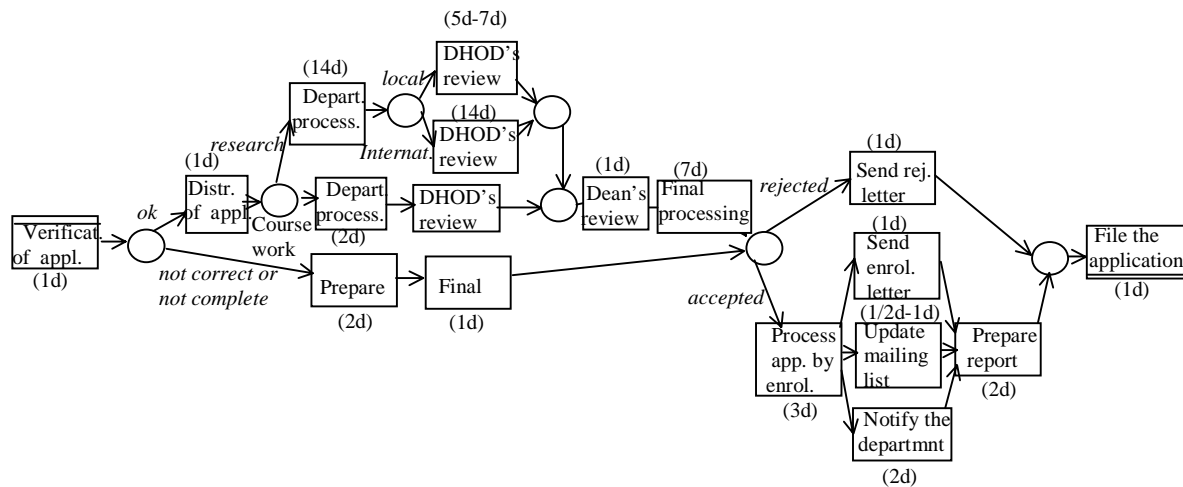 (5d-7d)
DHOD's
review
local
(14d)
Depart.
process.
(14d)
DHOD's
review
Internat.
research
(1d)
Distr.
of appl.
ok
Verificat.
of appl.
(1d)
Course
work
Depart.
process.
(2d)
DHOD's
review
(1d)
Dean's
review
(7d)
Final
processing
not correct or
not complete
Prepare
(2d)
Final
(1d)
rejected
(1d)
Send rej.
letter
accepted
(1d)
Send
enrol.
letter
(1/2d-1d)
Update
mailing
list
Process
app. by
enrol.
(3d)
Notify the
departmnt
(2d)
Prepare
report
(2d)
File the
application
(1d)